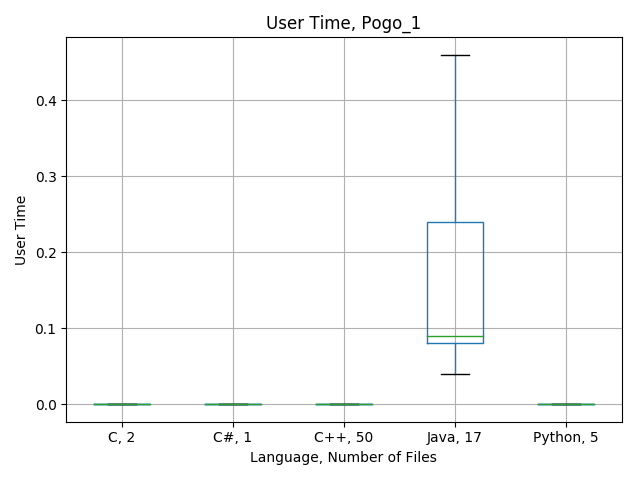 User Time, Pogo_1
User Time
0.4
0.3
0.2
0.1
0.0
C, 2
C#, 1
C++, 50
Java, 17
Python, 5
Language, Number of Files